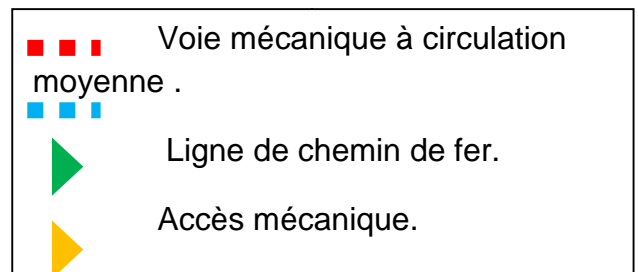 Voie mécanique à circulation
moyenne .
Ligne de chemin de fer.
Accès mécanique.